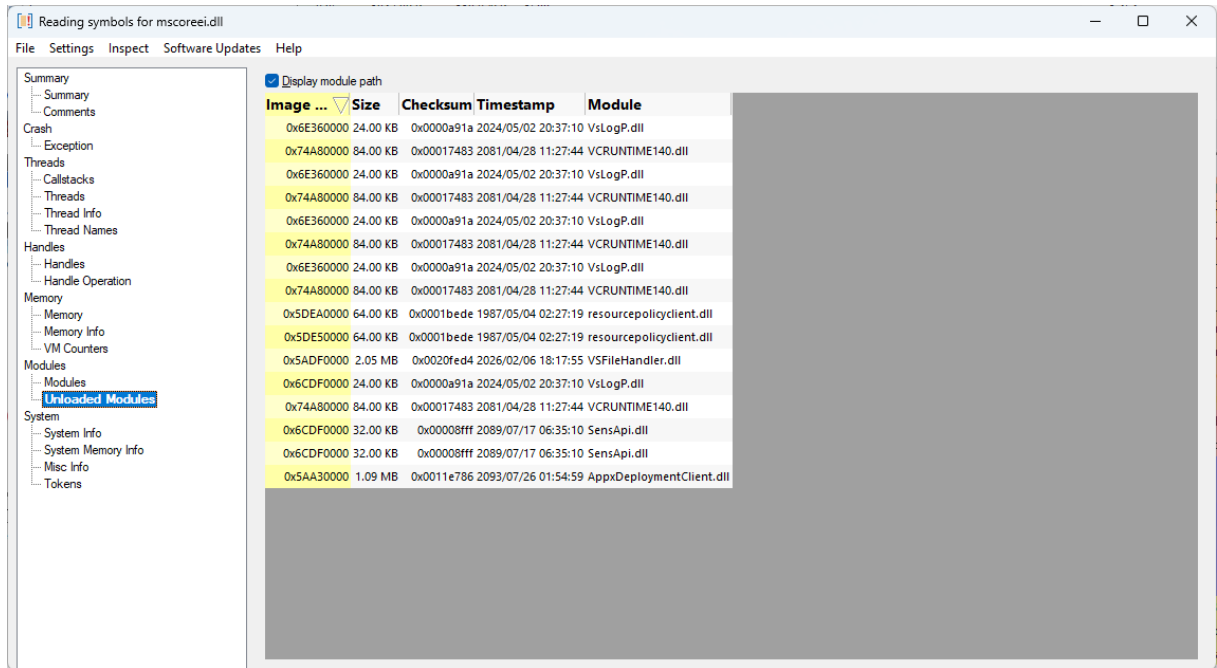 Reading symbols for mscoreei.dll
File Settings Inspect Software Updates Help
Summary
Summary
Comments
Crash
Exception
Threads
Callstacks
Threads
Thread Info
Thread Names
Handles
Handles
Handle Operation
Memory
Memory
Memory Info
VM Counters
Modules
Modules
Unloaded Modules
System
System Info
System Memory Info
Misc Info
Tokens
Display module path
Image ... Size Checksum Timestamp Module
0x6E360000 24.00 KB 0x0000a91a 2024/05/02 20:37:10 VsLogP.dll
0x74A80000 84.00 KB 0x00017483 2081/04/28 11:27:44 VCRUNTIME140.dll
0x6E360000 24.00 KB 0x0000a91a 2024/05/02 20:37:10 VsLogP.dll
0x74A80000 84.00 KB 0x00017483 2081/04/28 11:27:44 VCRUNTIME140.dll
0x6E360000 24.00 KB 0x0000a91a 2024/05/02 20:37:10 VsLogP.dll
0x74A80000 84.00 KB 0x00017483 2081/04/28 11:27:44 VCRUNTIME140.dll
0x6E360000 24.00 KB 0x0000a91a 2024/05/02 20:37:10 VsLogP.dll
0x74A80000 84.00 KB 0x00017483 2081/04/28 11:27:44 VCRUNTIME140.dll
0x5DEA0000 64.00 KB 0x0001bede 1987/05/04 02:27:19 resourcepolicyclient.dll
0x5DE50000 64.00 KB 0x0001bede 1987/05/04 02:27:19 resourcepolicyclient.dll
0x5ADF0000 2.05 MB 0x0020fed4 2026/02/06 18:17:55 VSFileHandler.dll
0x6CDF0000 24.00 KB 0x0000a91a 2024/05/02 20:37:10 VsLogP.dll
0x74A80000 84.00 KB 0x00017483 2081/04/28 11:27:44 VCRUNTIME140.dll
0x6CDF0000 32.00 KB 0x00008fff 2089/07/17 06:35:10 SensApi.dll
0x6CDF0000 32.00 KB 0x00008fff 2089/07/17 06:35:10 SensApi.dll
0x5AA30000 1.09 MB 0x0011e786 2093/07/26 01:54:59 AppxDeploymentClient.dll